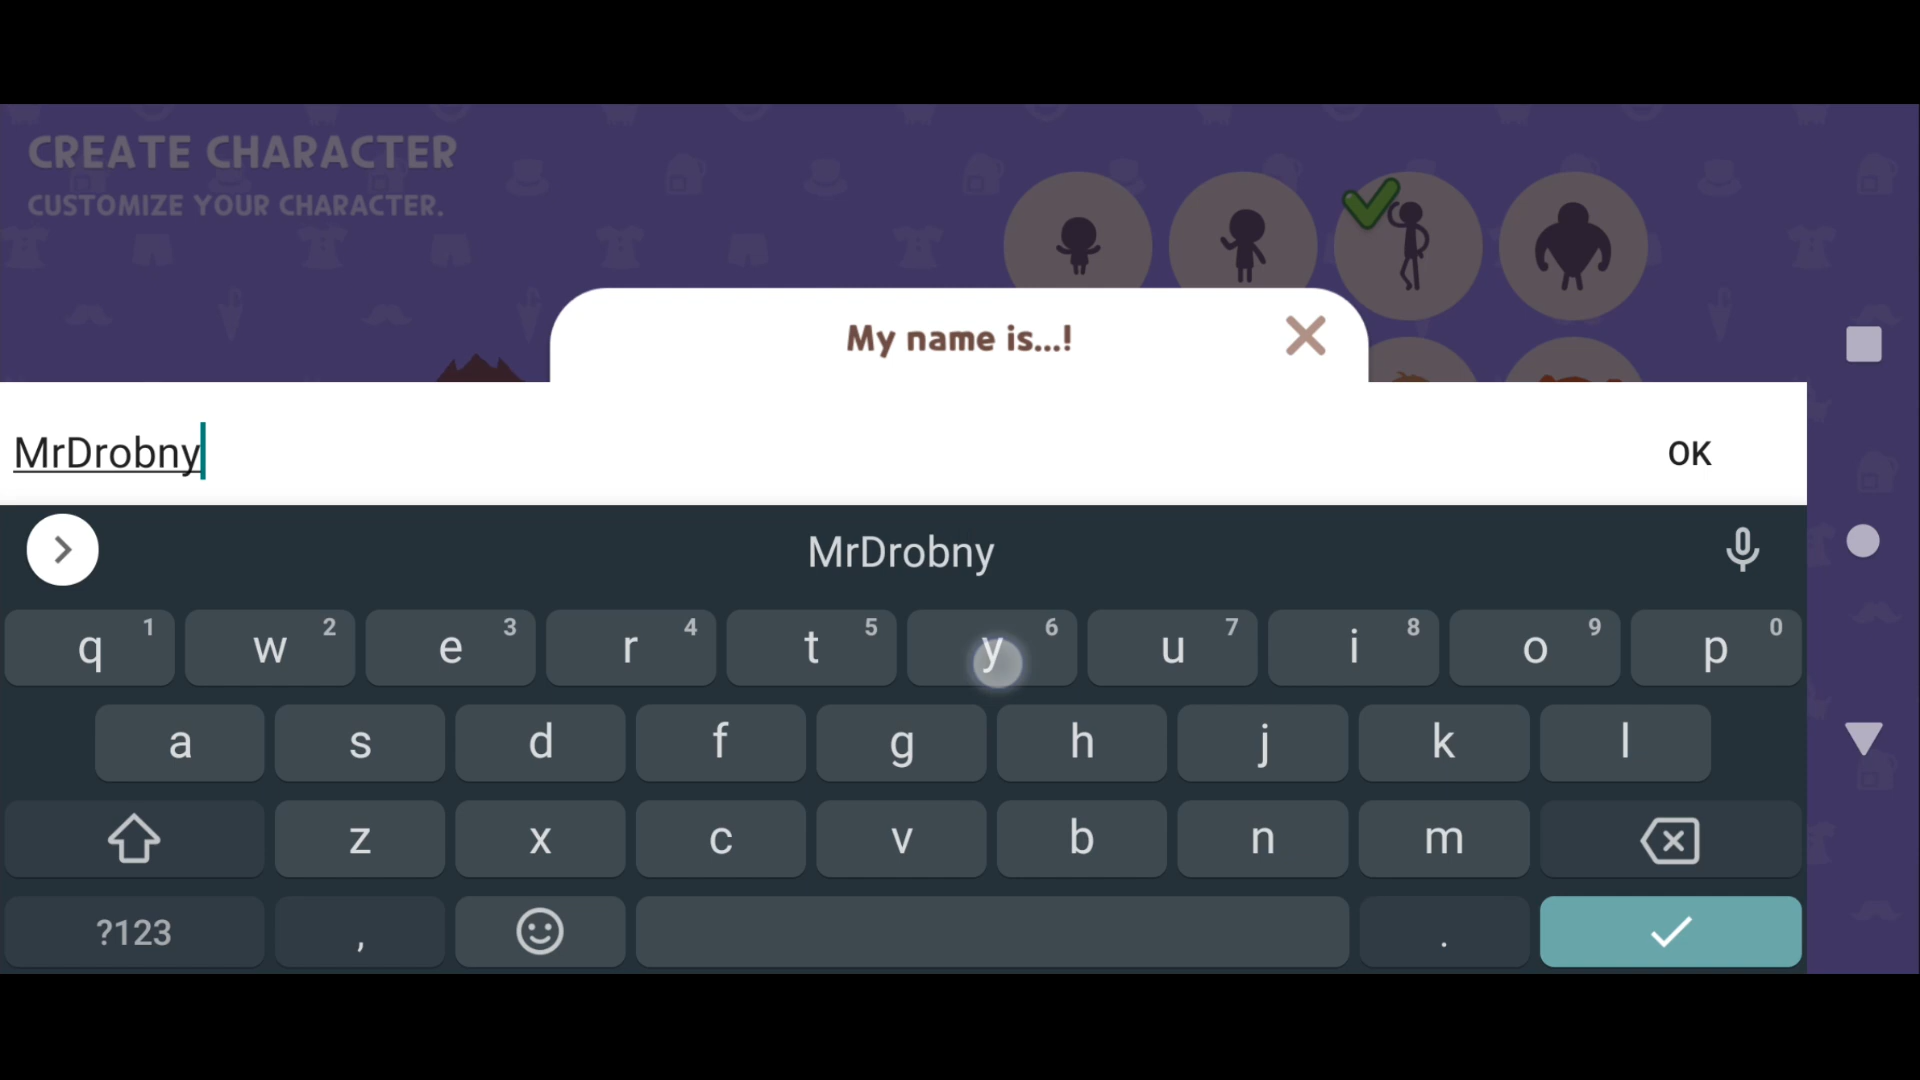 CREATE CHARACTER
CUSTOMIZE YOUR CHARACTER.
My name is...!
MrDrobny
OK
MrDrobny
q 1 w 2 e 3 r 4 t 5 y 6 u 7 i 8 o 9 p 0
a s d f g h j k l
z x c v b n m
?123 , .